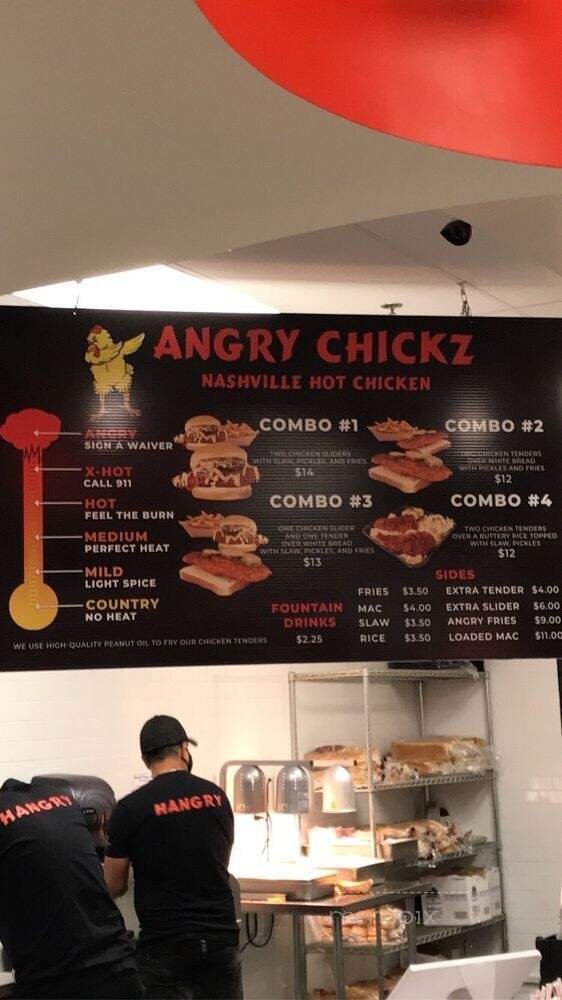 ANGRY CHICKZ
NASHVILLE HOT CHICKEN
ANGRY
SIGN A WAIVER
X-HOT
CALL 911
HOT
FEEL THE BURN
MEDIUM
PERFECT HEAT
MILD
LIGHT SPICE
COUNTRY
NO HEAT
WE USE HIGH-QUALITY PEANUT OIL TO FRY OUR CHICKEN TENDERS
COMBO #1
TWO CHICKEN SLIDERS
WITH SLAW, PICKLES, AND FRIES
$14
COMBO #2
TWO CHICKEN TENDERS
OVER WHITE BREAD
WITH PICKLES AND FRIES
$12
COMBO #3
ONE CHICKEN SLIDER
AND ONE TENDER
OVER WHITE BREAD
WITH SLAW, PICKLES, AND FRIES
$13
COMBO #4
TWO CHICKEN TENDERS
OVER A BUTTERY RICE TOPPED
WITH SLAW, PICKLES
$12
FOUNTAIN
DRINKS
$2.25
SIDES
FRIES $3.50 EXTRA TENDER $4.00
MAC $4.00 EXTRA SLIDER $6.00
SLAW $3.50 ANGRY FRIES $9.00
RICE $3.50 LOADED MAC $11.00
HANGRY
HANGRY